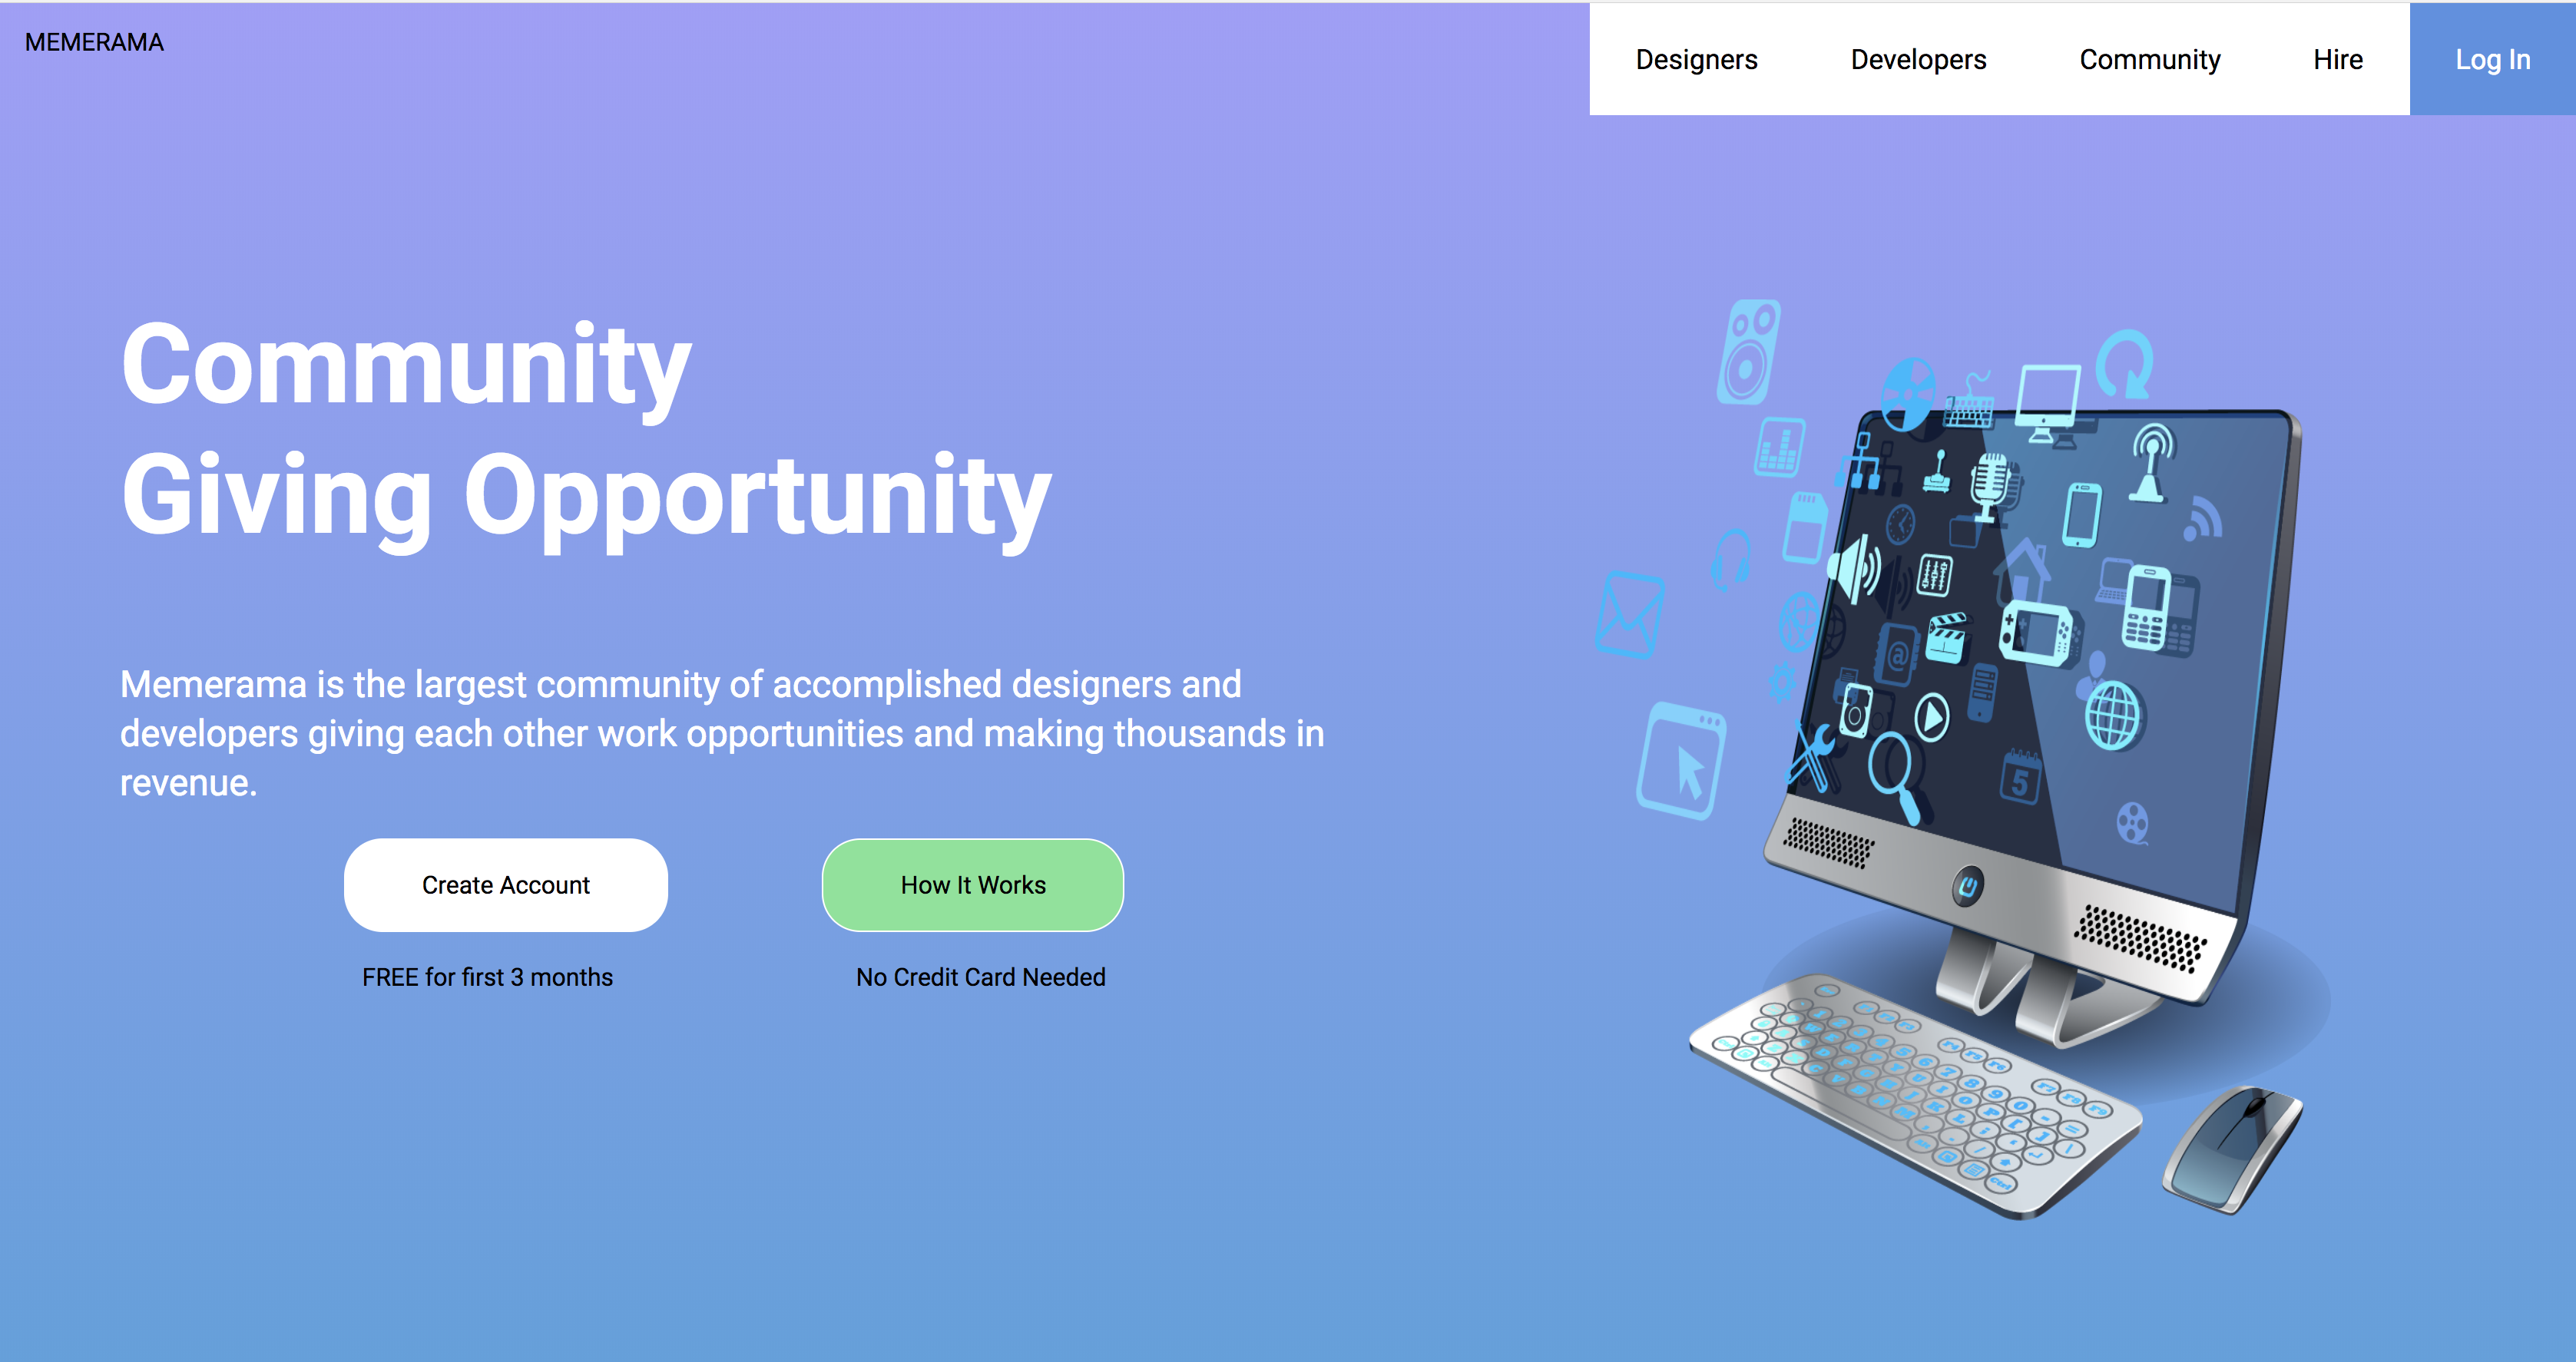 MEMERAMA
Designers
Developers
Community
Hire
Log In
Community
Giving Opportunity
Memerama is the largest community of accomplished designers and
developers giving each other work opportunities and making thousands in
revenue.
Create Account
How It Works
FREE for first 3 months
No Credit Card Needed
5